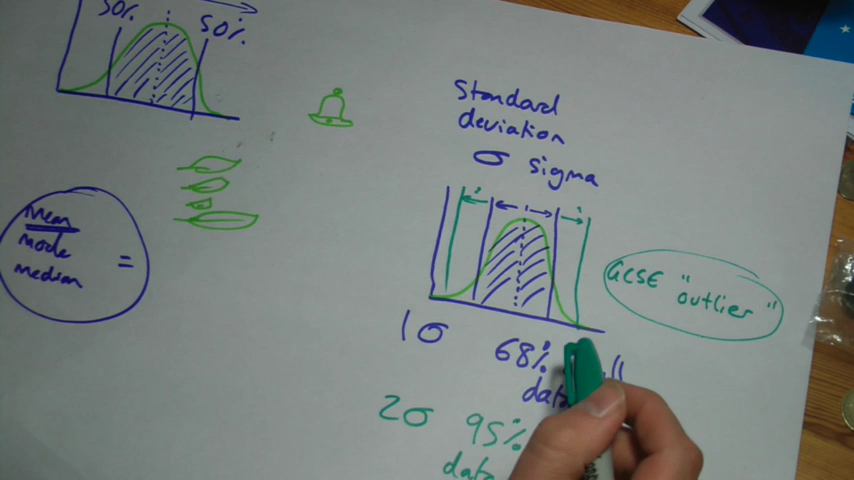 50%
50%
Mean
mode
median
=
Standard
deviation
σ sigma
GCSE "
outlier "
1σ
68%
data
2σ 95%
data